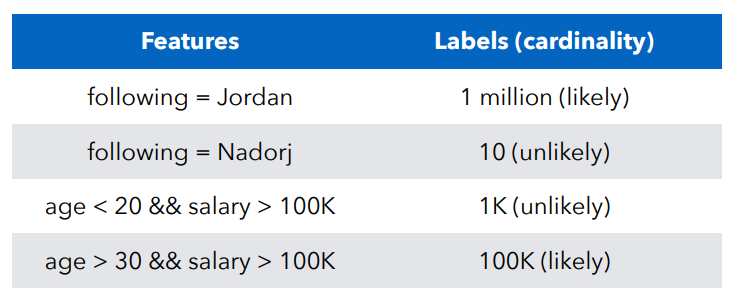 Features Labels (cardinality)
following = Jordan 1 million (likely)
following = Nadorj 10 (unlikely)
age < 20 && salary > 100K 1K (unlikely)
age > 30 && salary > 100K 100K (likely)